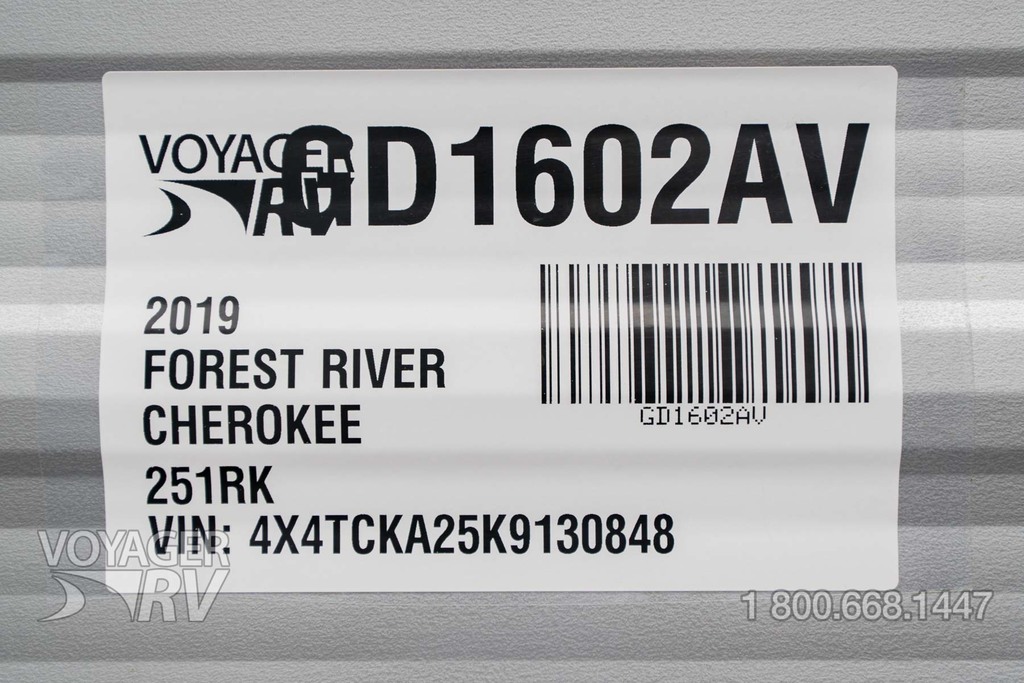 VOYAGER RV GD1602AV
2019
FOREST RIVER
CHEROKEE
GD1602AV
251RK
VIN: 4X4TCKA25K9130848
VOYAGER
RV
1 800.668.1447